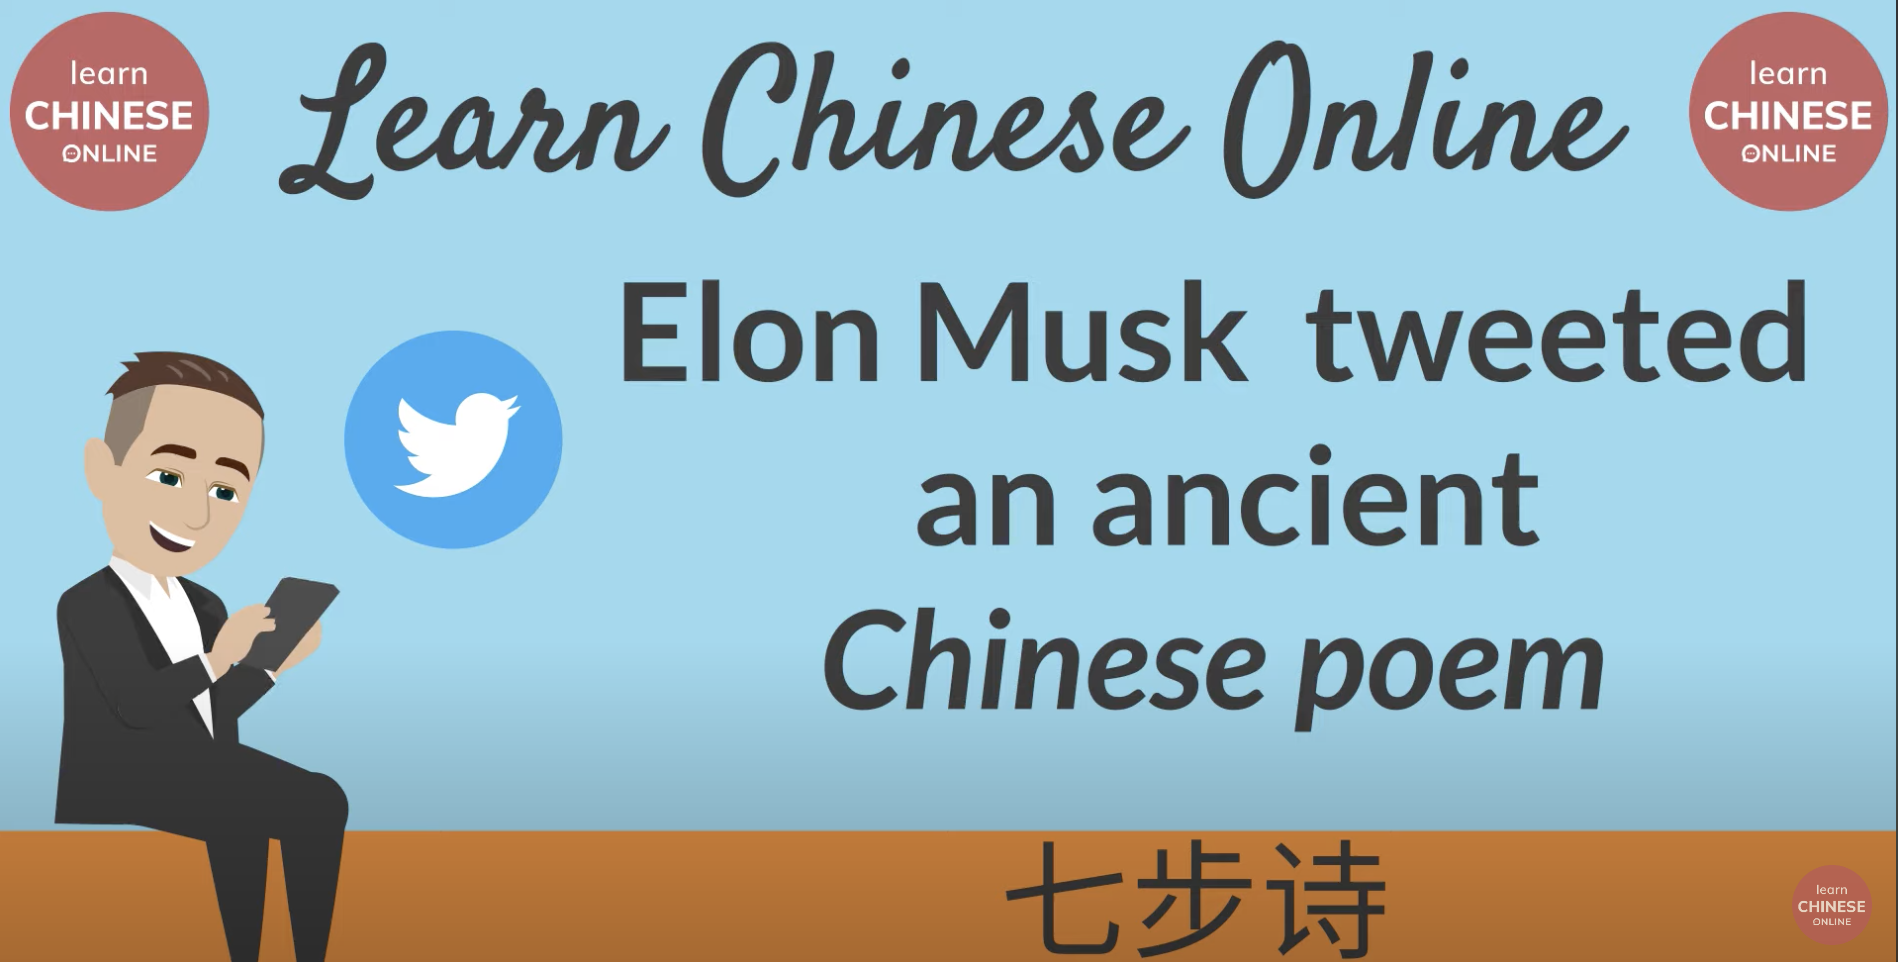 learn
CHINESE
ONLINE
Learn Chinese Online
learn
CHINESE
ONLINE
Elon Musk tweeted
an ancient
Chinese poem
七步诗
learn
CHINESE
ONLINE